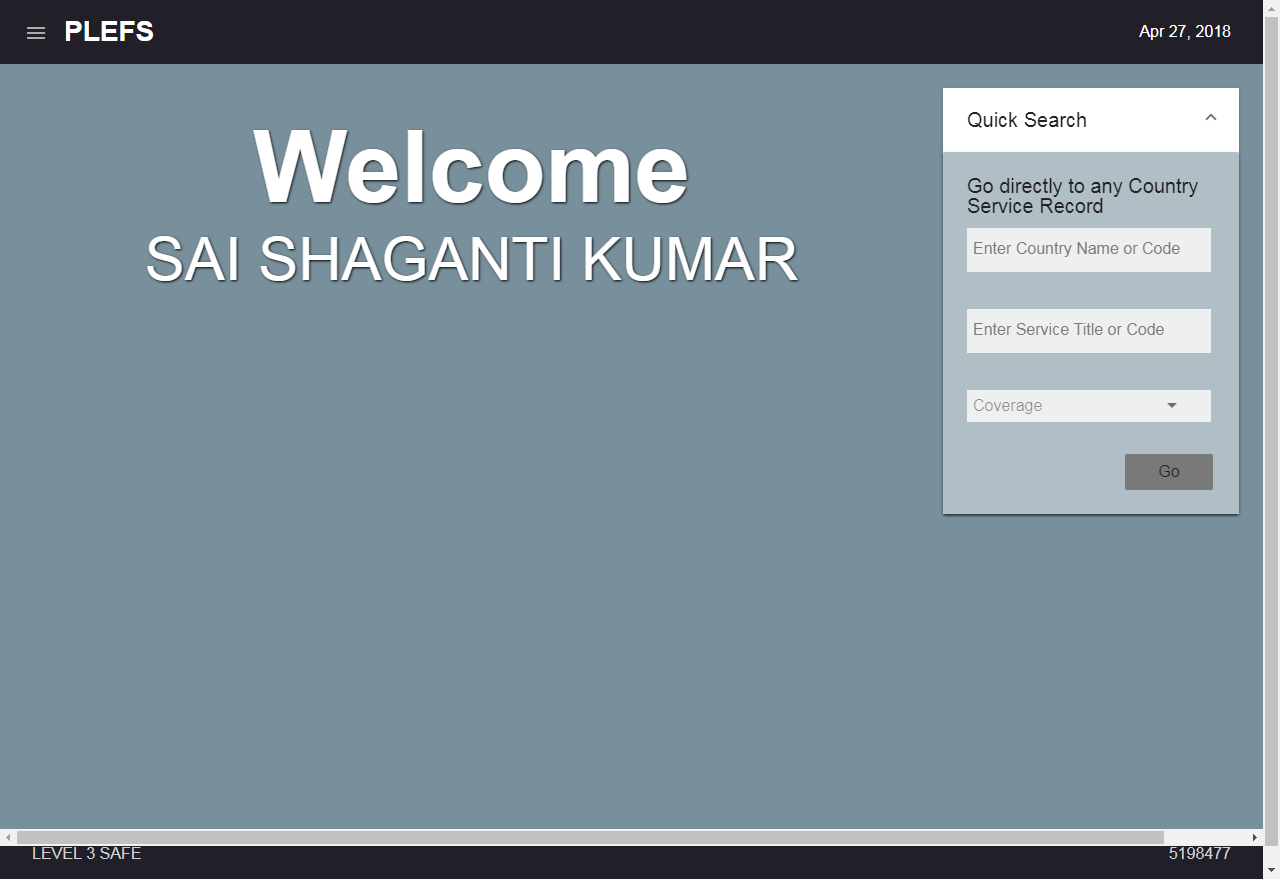 PLEFS
Apr 27, 2018
Welcome
SAI SHAGANTI KUMAR
Quick Search
Go directly to any Country
Service Record
Enter Country Name or Code
Enter Service Title or Code
Coverage
Go
LEVEL 3 SAFE
5198477